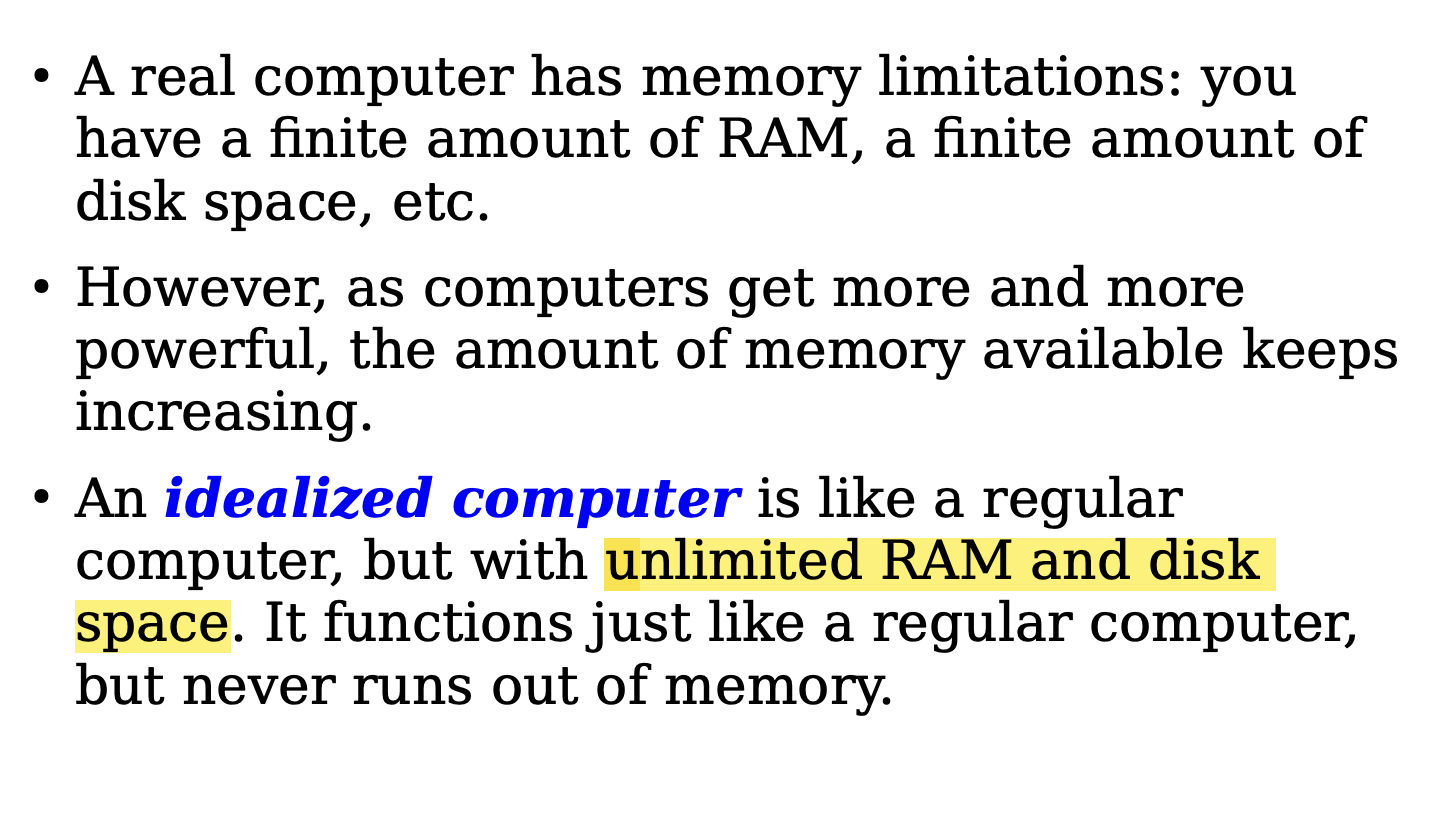 • A real computer has memory limitations: you
have a finite amount of RAM, a finite amount of
disk space, etc.
• However, as computers get more and more
powerful, the amount of memory available keeps
increasing.
• An idealized computer is like a regular
computer, but with unlimited RAM and disk
space. It functions just like a regular computer,
but never runs out of memory.